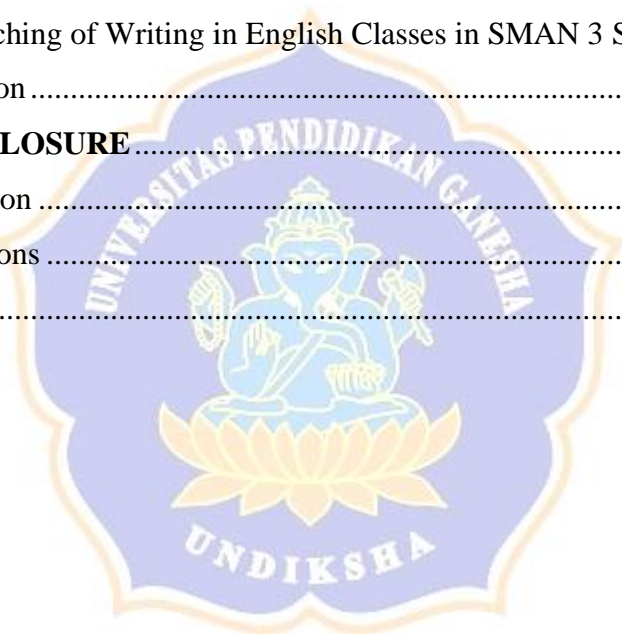 ching of Writing in English Classes in SMAN 3 S
on ........................................................................
LOSURE ............................................................
on ........................................................................
ons ......................................................................
............................................................................
UNIVERSITAS PENDIDIKAN GANESHA
UNDIKSHA